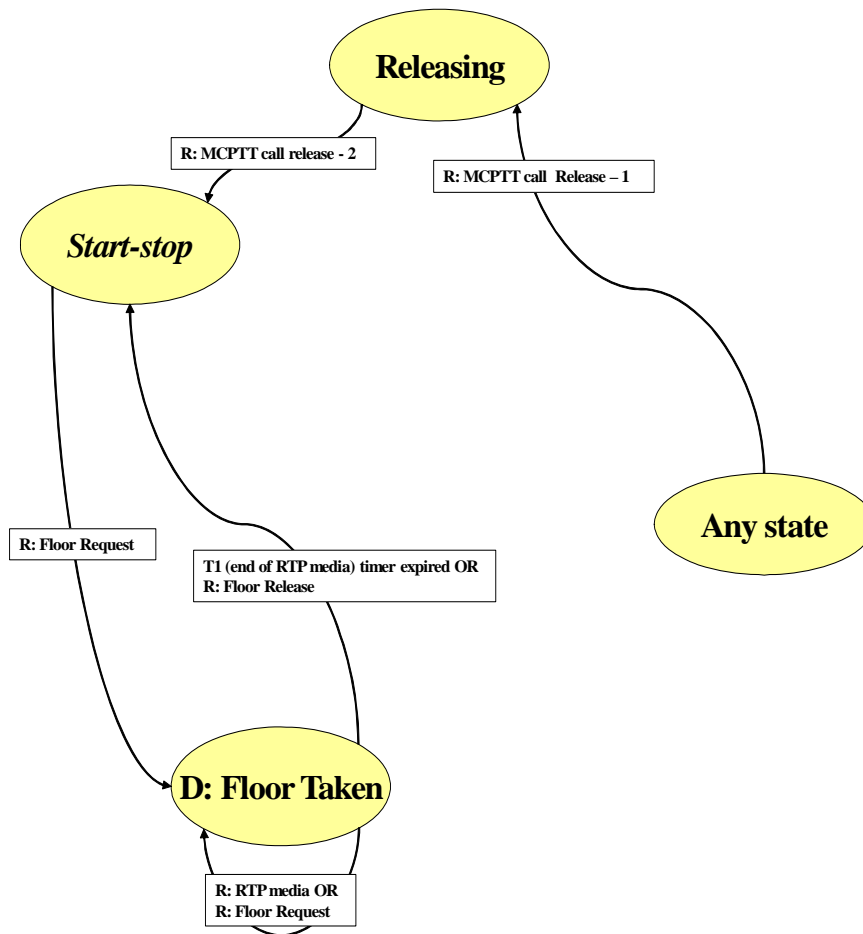 Releasing
R: MCPTT call release - 2
R: MCPTT call Release – 1
Start-stop
Any state
R: Floor Request
T1 (end of RTP media) timer expired OR
R: Floor Release
D: Floor Taken
R: RTP media OR
R: Floor Request